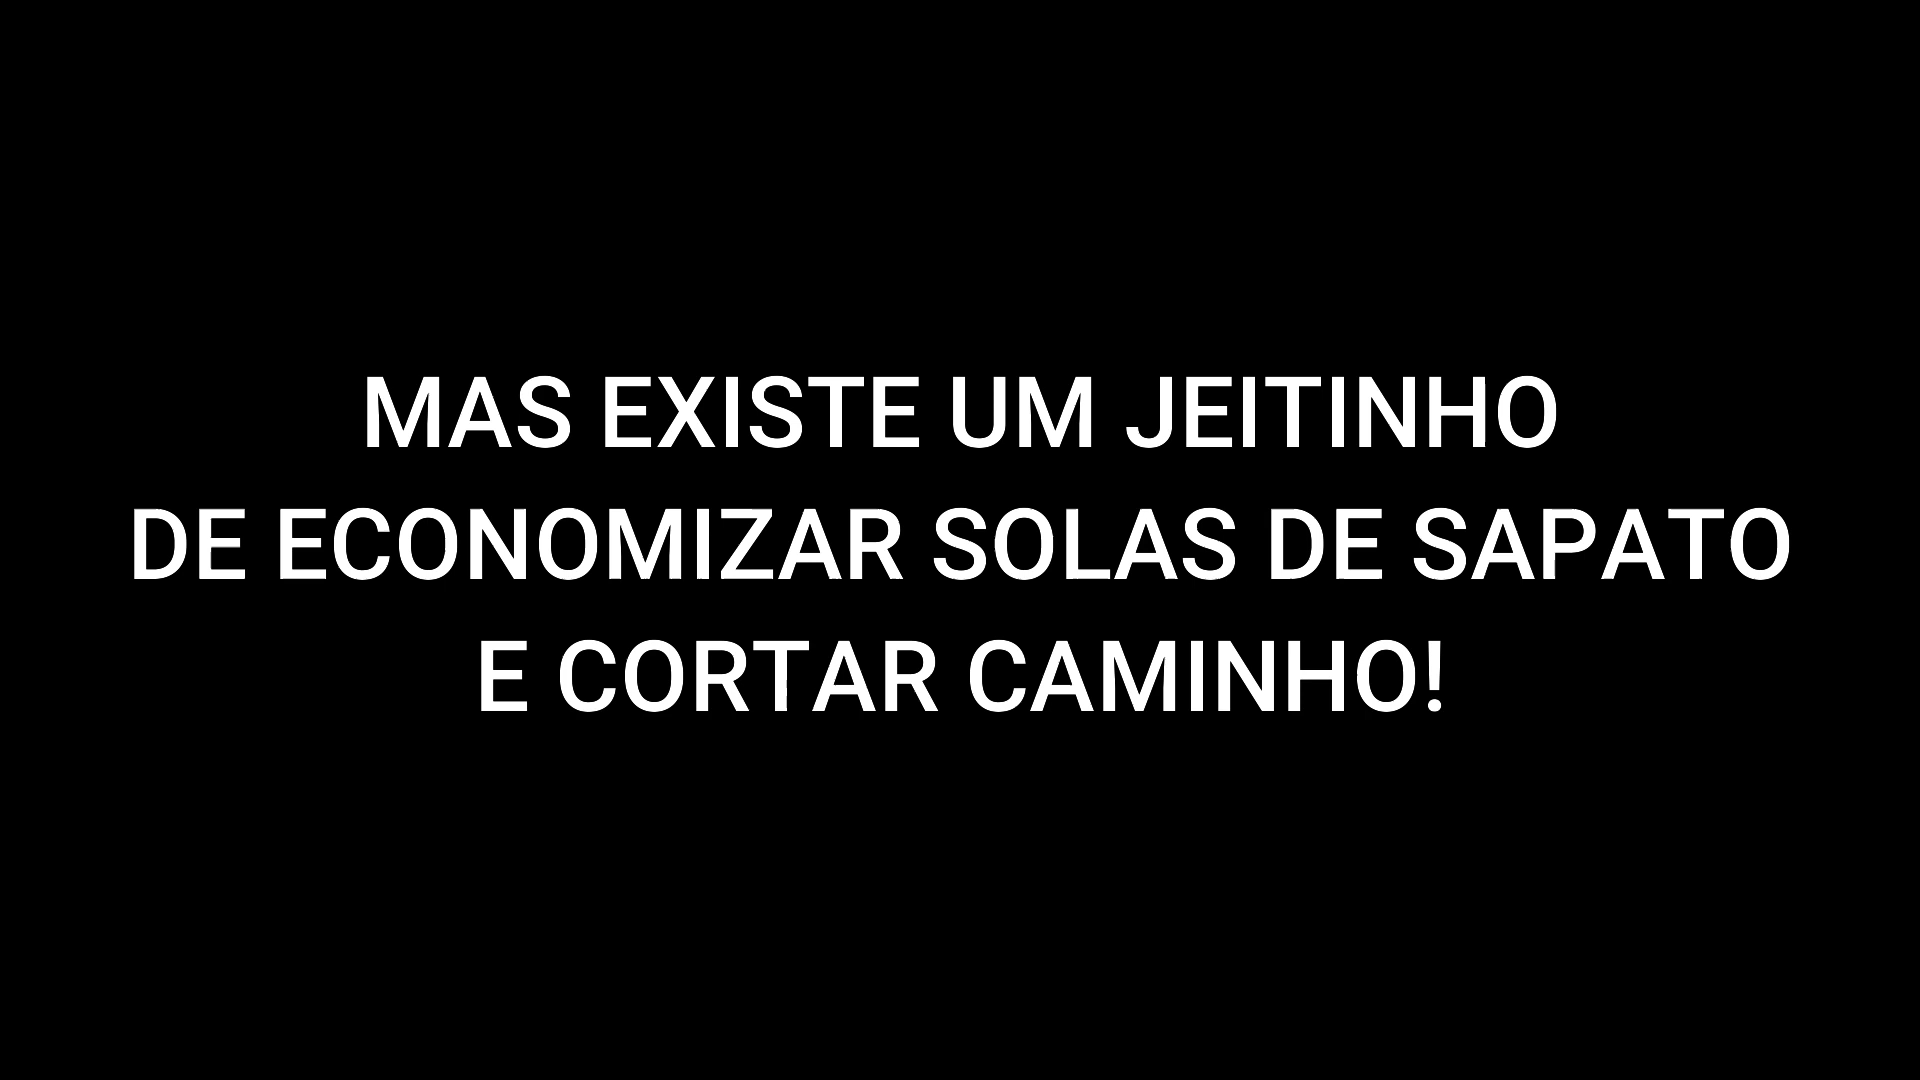 MAS EXISTE UM JEITINHO
DE ECONOMIZAR SOLAS DE SAPATO
E CORTAR CAMINHO!